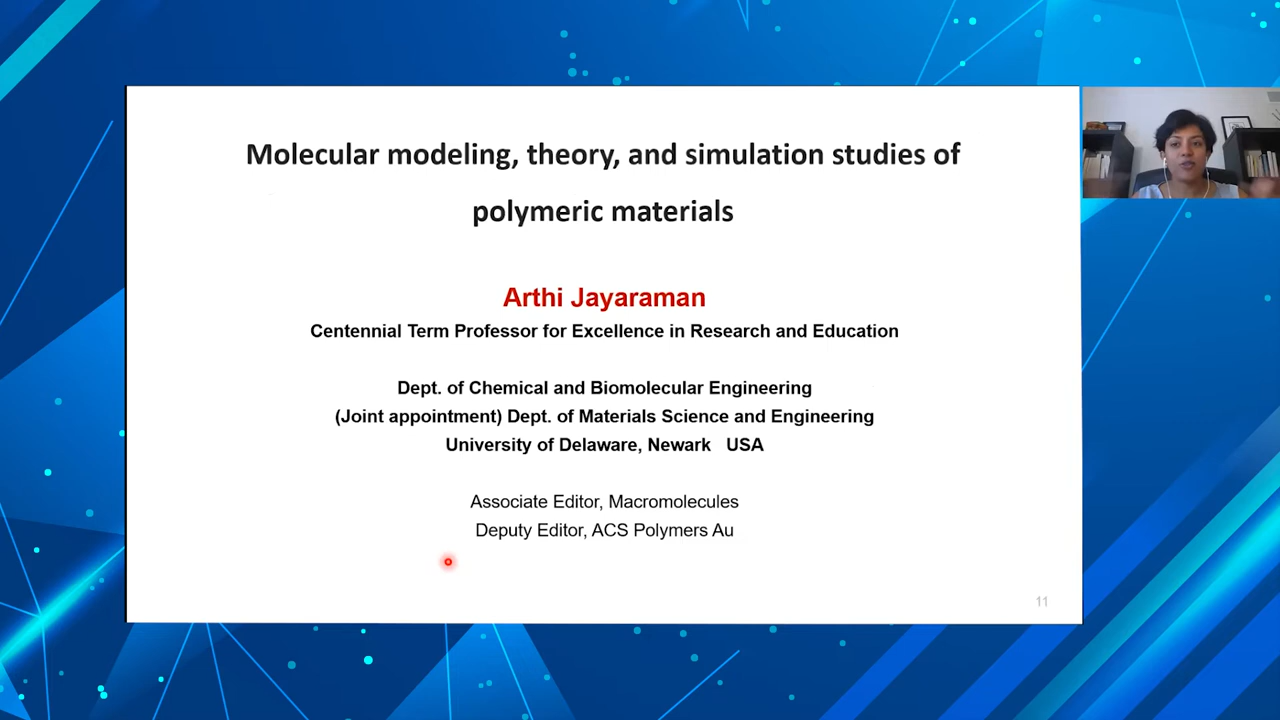 Molecular modeling, theory, and simulation studies of
polymeric materials
Arthi Jayaraman
Centennial Term Professor for Excellence in Research and Education
Dept. of Chemical and Biomolecular Engineering
(Joint appointment) Dept. of Materials Science and Engineering
University of Delaware, Newark USA
Associate Editor, Macromolecules
Deputy Editor, ACS Polymers Au
11